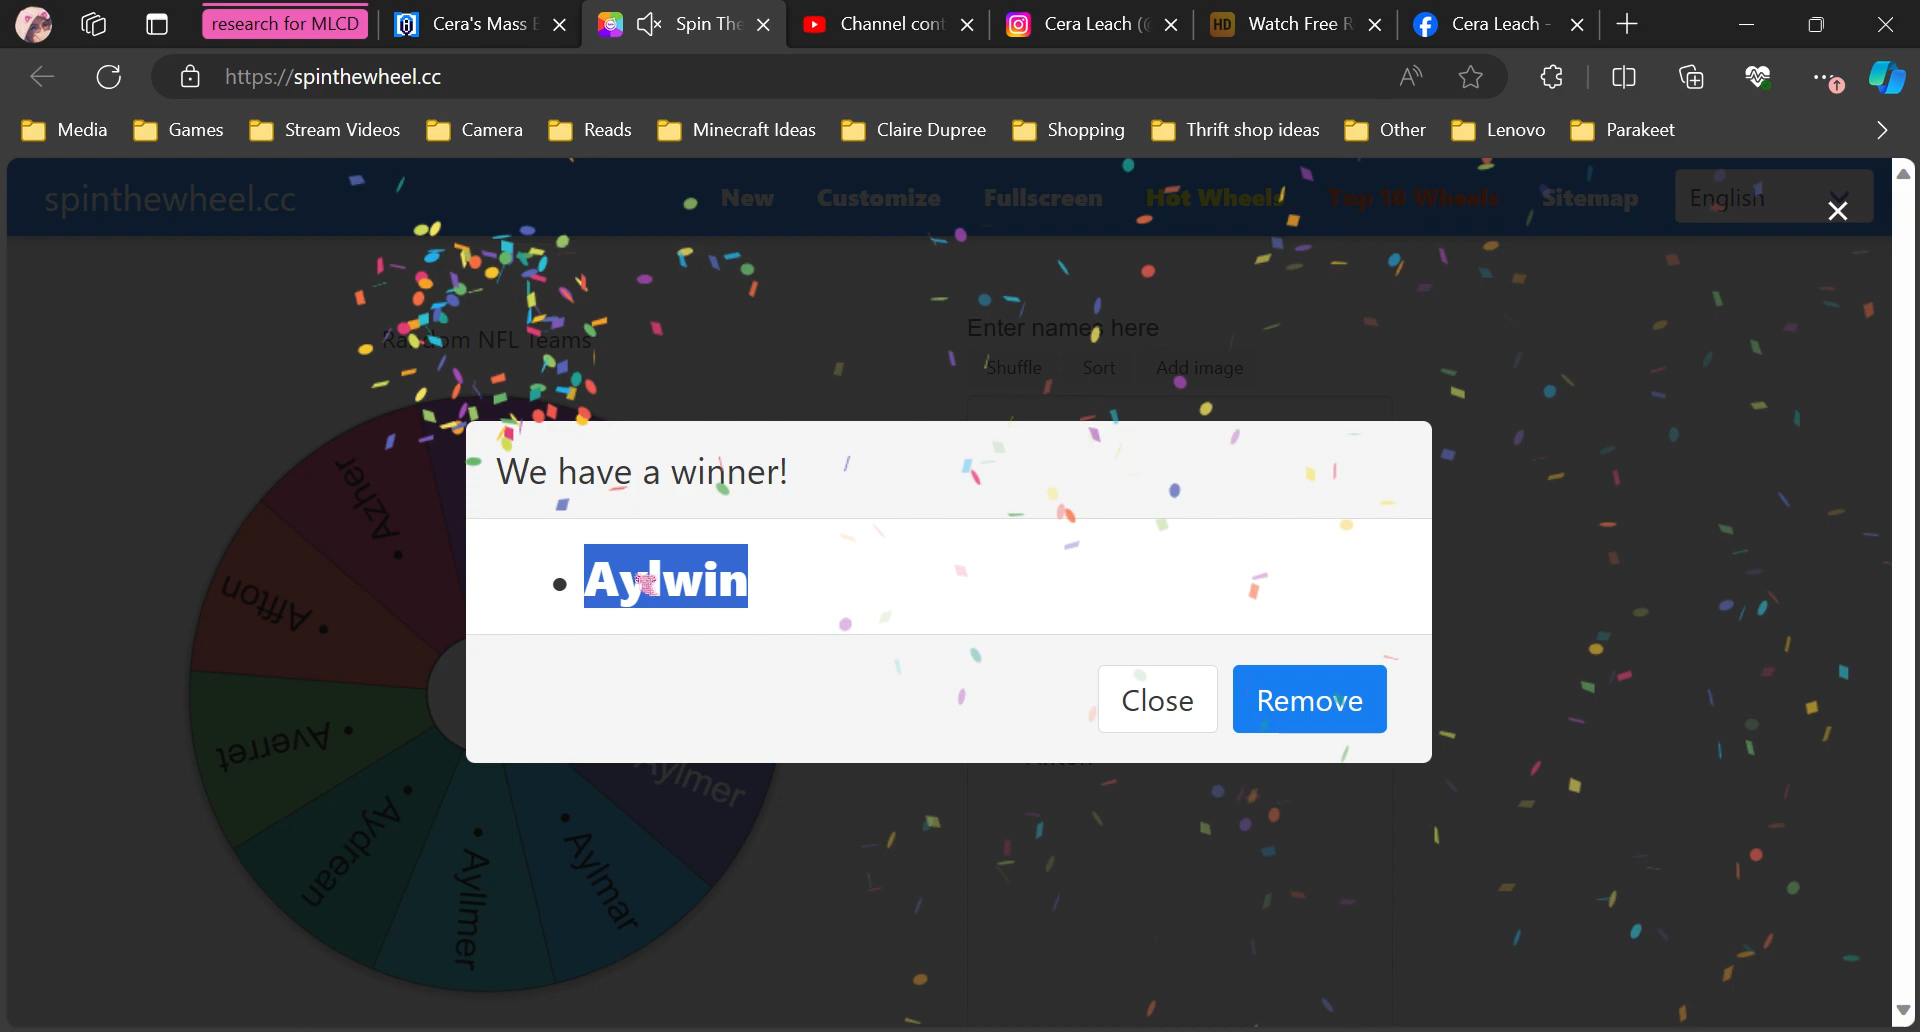 research for MLCD
Cera's Mass E
Spin The
Channel cont
Cera Leach (@
Watch Free R
Cera Leach -
https://spinthewheel.cc
Media
Games
Stream Videos
Camera
Reads
Minecraft Ideas
Claire Dupree
Shopping
Thrift shop ideas
Other
Lenovo
Parakeet
spinthewheel.cc
New
Customize
Fullscreen
Hot Wheels
Top 10 Wheels
Sitemap
English
Random NFL Teams
Enter names here
Shuffle
Sort
Add image
We have a winner!
• Aylwin
Close
Remove
• Azher
• Affton
• Averret
• Aydrean
• Ayllmer
• Aylmar
Aylmer